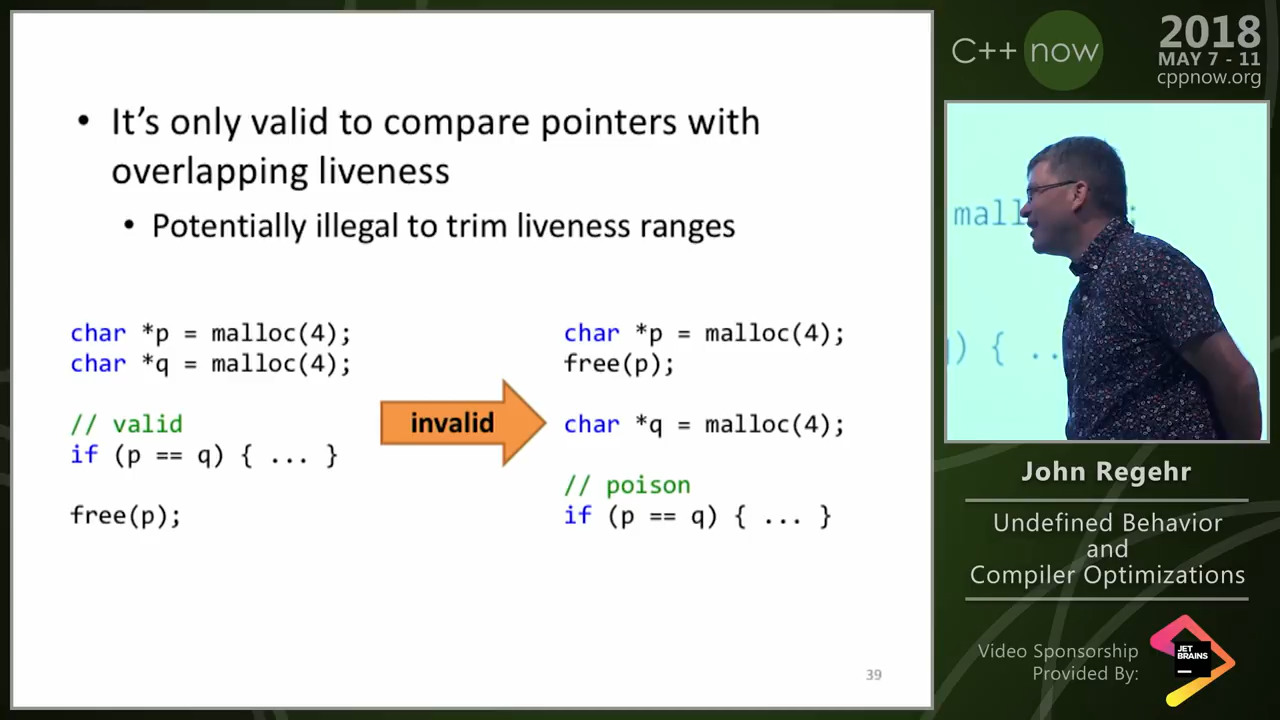 • It's only valid to compare pointers with
overlapping liveness
• Potentially illegal to trim liveness ranges
char *p = malloc(4);
char *q = malloc(4);
// valid
if (p == q) { ... }
free(p);
invalid
char *p = malloc(4);
free(p);
char *q = malloc(4);
// poison
if (p == q) { ... }
39
C++ now
2018
MAY 7 - 11
cppnow.org
mall
;
) { ..
John Regehr
Undefined Behavior
and
Compiler Optimizations
Video Sponsorship
Provided By:
JET
BRAINS